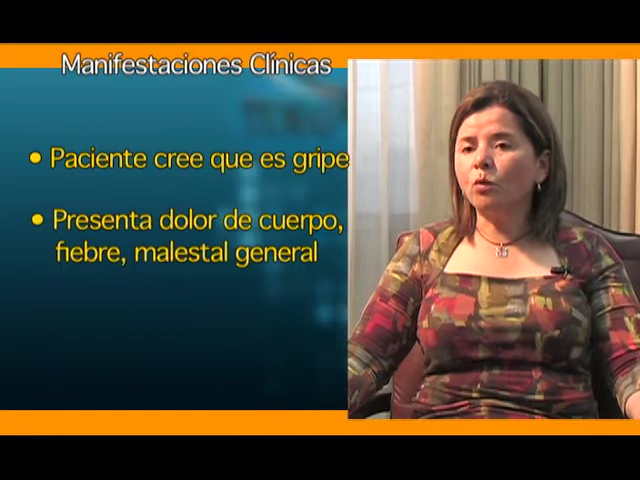 Manifestaciones Clínicas
• Paciente cree que es gripe
• Presenta dolor de cuerpo,
fiebre, malestal general